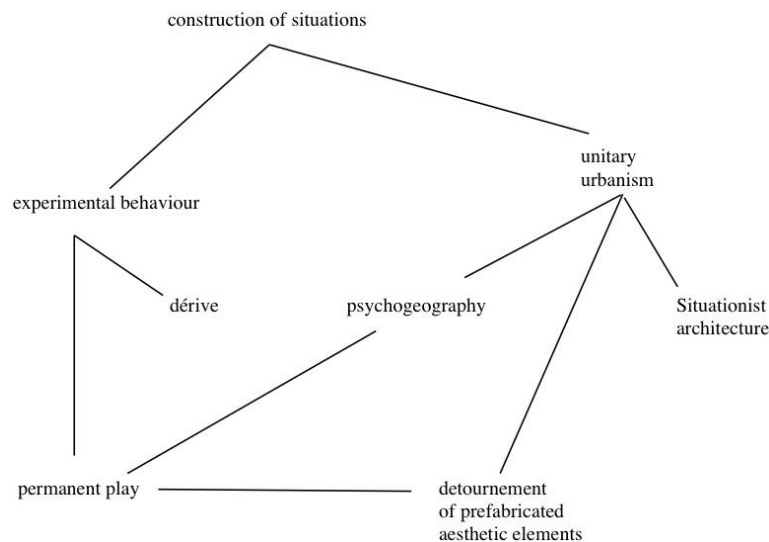 construction of situations
unitary
urbanism
experimental behaviour
dérive
psychogeography
Situationist
architecture
permanent play
detournement
of prefabricated
aesthetic elements